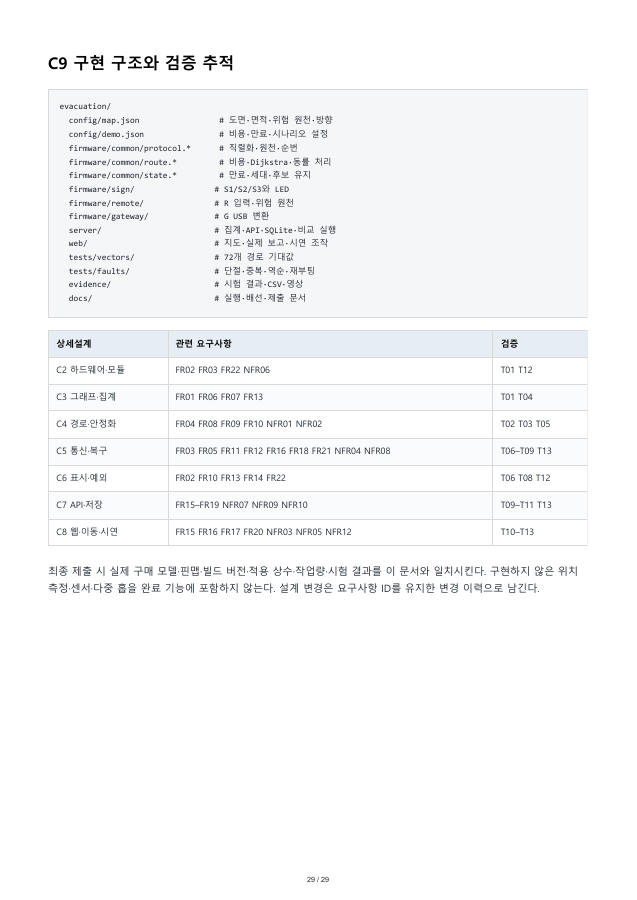 C9 구현 구조와 검증 추적
evacuation/
config/map.json # 도면·면적·위험 원천·방향
config/demo.json # 비용·만료·시나리오 설정
firmware/common/protocol.* # 직렬화·원천·순번
firmware/common/route.* # 비용·Dijkstra·동률 처리
firmware/common/state.* # 만료·세대·후보 유지
firmware/sign/ # S1/S2/S3와 LED
firmware/remote/ # R 입력·위험 원천
firmware/gateway/ # G USB 변환
server/ # 집계·API·SQLite·비교 실행
web/ # 지도·실제 보고·시연 조작
tests/vectors/ # 72개 경로 기대값
tests/faults/ # 단절·중복·역순·재부팅
evidence/ # 시험 결과·CSV·영상
docs/ # 실행·배선·제출 문서
상세설계 관련 요구사항 검증
C2 하드웨어·모듈 FR02 FR03 FR22 NFR06 T01 T12
C3 그래프·집계 FR01 FR06 FR07 FR13 T01 T04
C4 경로·안정화 FR04 FR08 FR09 FR10 NFR01 NFR02 T02 T03 T05
C5 통신·복구 FR03 FR05 FR11 FR12 FR16 FR18 FR21 NFR04 NFR08 T06–T09 T13
C6 표시·예외 FR02 FR10 FR13 FR14 FR22 T06 T08 T12
C7 API·저장 FR15–FR19 NFR07 NFR09 NFR10 T09–T11 T13
C8 웹·이동·시연 FR15 FR16 FR17 FR20 NFR03 NFR05 NFR12 T10–T13
최종 제출 시 실제 구매 모델·핀맵·빌드 버전·적용 상수·작업량·시험 결과를 이 문서와 일치시킨다. 구현하지 않은 위치
측정·센서·다중 홉을 완료 기능에 포함하지 않는다. 설계 변경은 요구사항 ID를 유지한 변경 이력으로 남긴다.
29 / 29